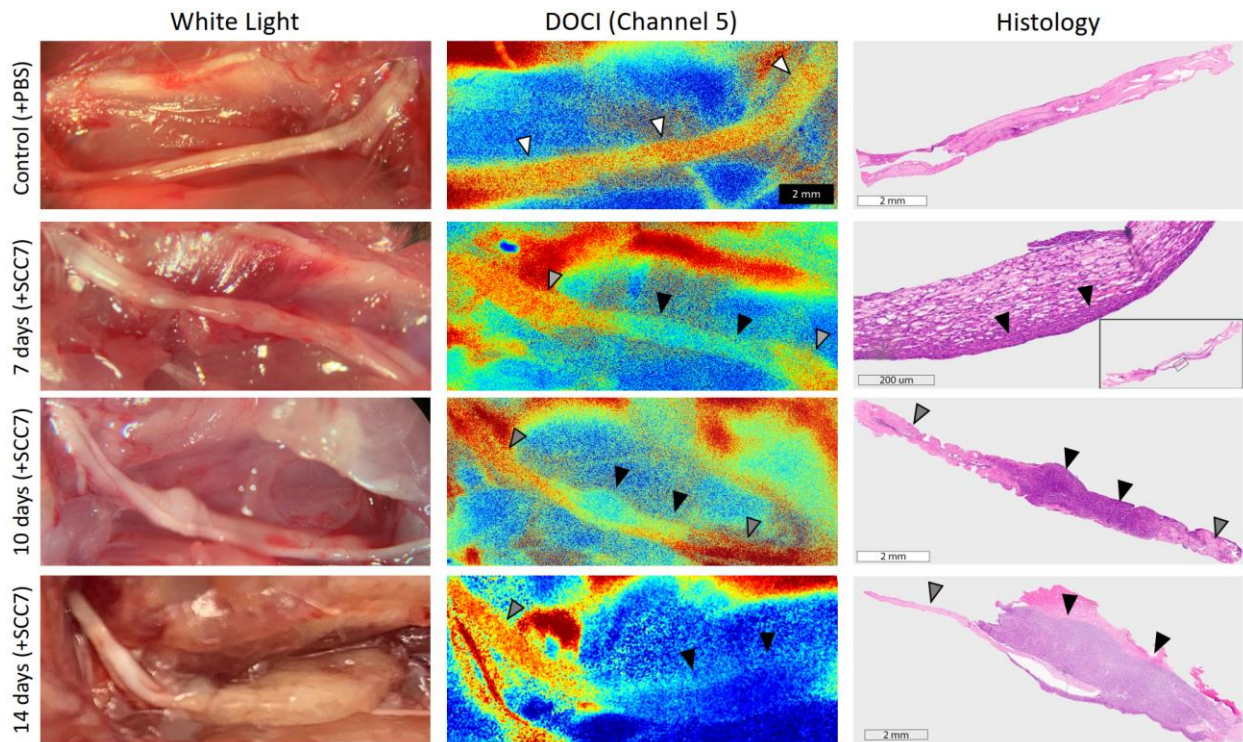 White Light
DOCI (Channel 5)
Histology
Control (+PBS)
2 mm
2 mm
7 days (+SCC7)
200 um
10 days (+SCC7)
2 mm
14 days (+SCC7)
2 mm